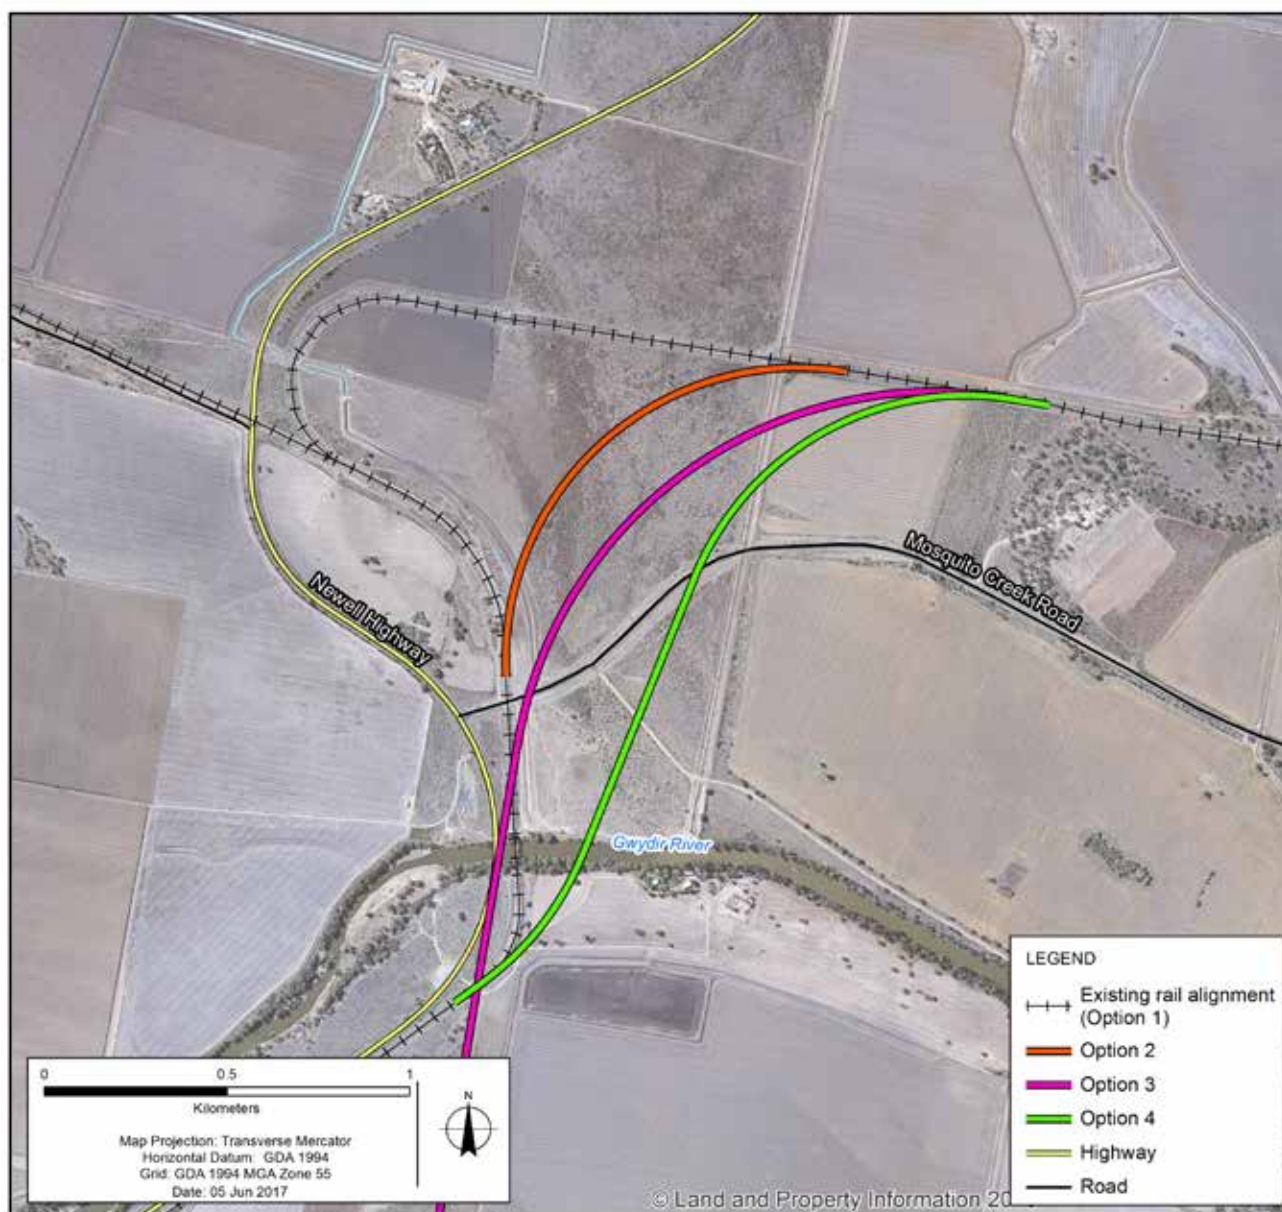 Newell Highway
Mosquito Creek Road
Gwydir River
0 0.5 1
Kilometers
Map Projection: Transverse Mercator
Horizontal Datum: GDA 1994
Grid: GDA 1994 MGA Zone 55
Date: 05 Jun 2017
N
LEGEND
Existing rail alignment
(Option 1)
Option 2
Option 3
Option 4
Highway
Road
© Land and Property Information 20